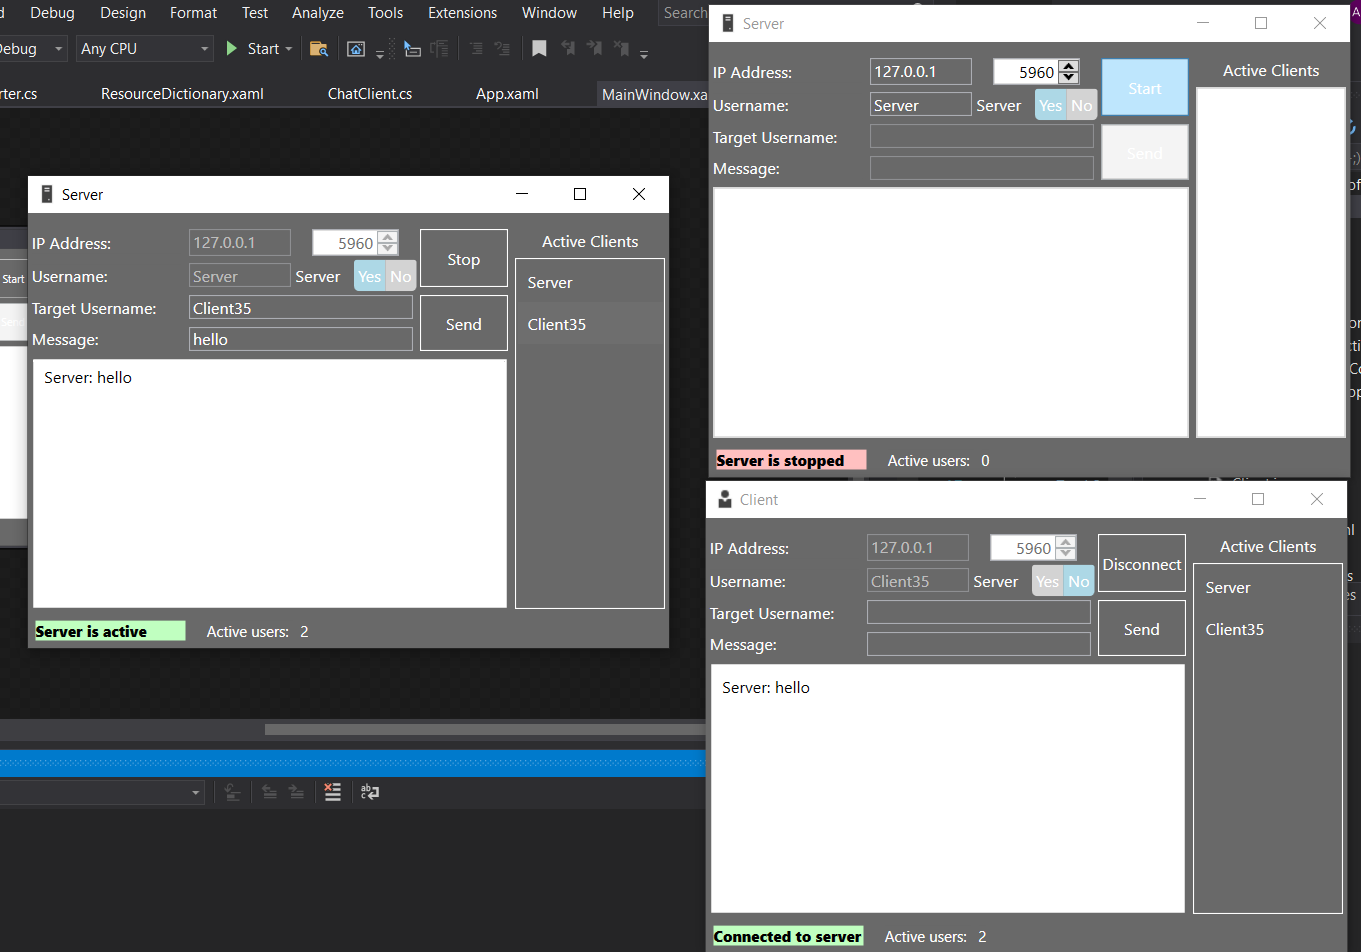 Debug Design Format Test Analyze Tools Extensions Window Help Search
Debug Any CPU Start
rter.cs ResourceDictionary.xaml ChatClient.cs App.xaml MainWindow.xa
Start
Server
IP Address: 127.0.0.1 5960 Stop Active Clients
Username: Server Server Yes No Server
Target Username: Client35 Send Client35
Message: hello
Server: hello
Server is active Active users: 2
Server
IP Address: 127.0.0.1 5960 Start Active Clients
Username: Server Server Yes No
Target Username: Send
Message:
Server is stopped Active users: 0
Client
IP Address: 127.0.0.1 5960 Disconnect Active Clients
Username: Client35 Server Yes No Server
Target Username: Send Client35
Message:
Server: hello
Connected to server Active users: 2